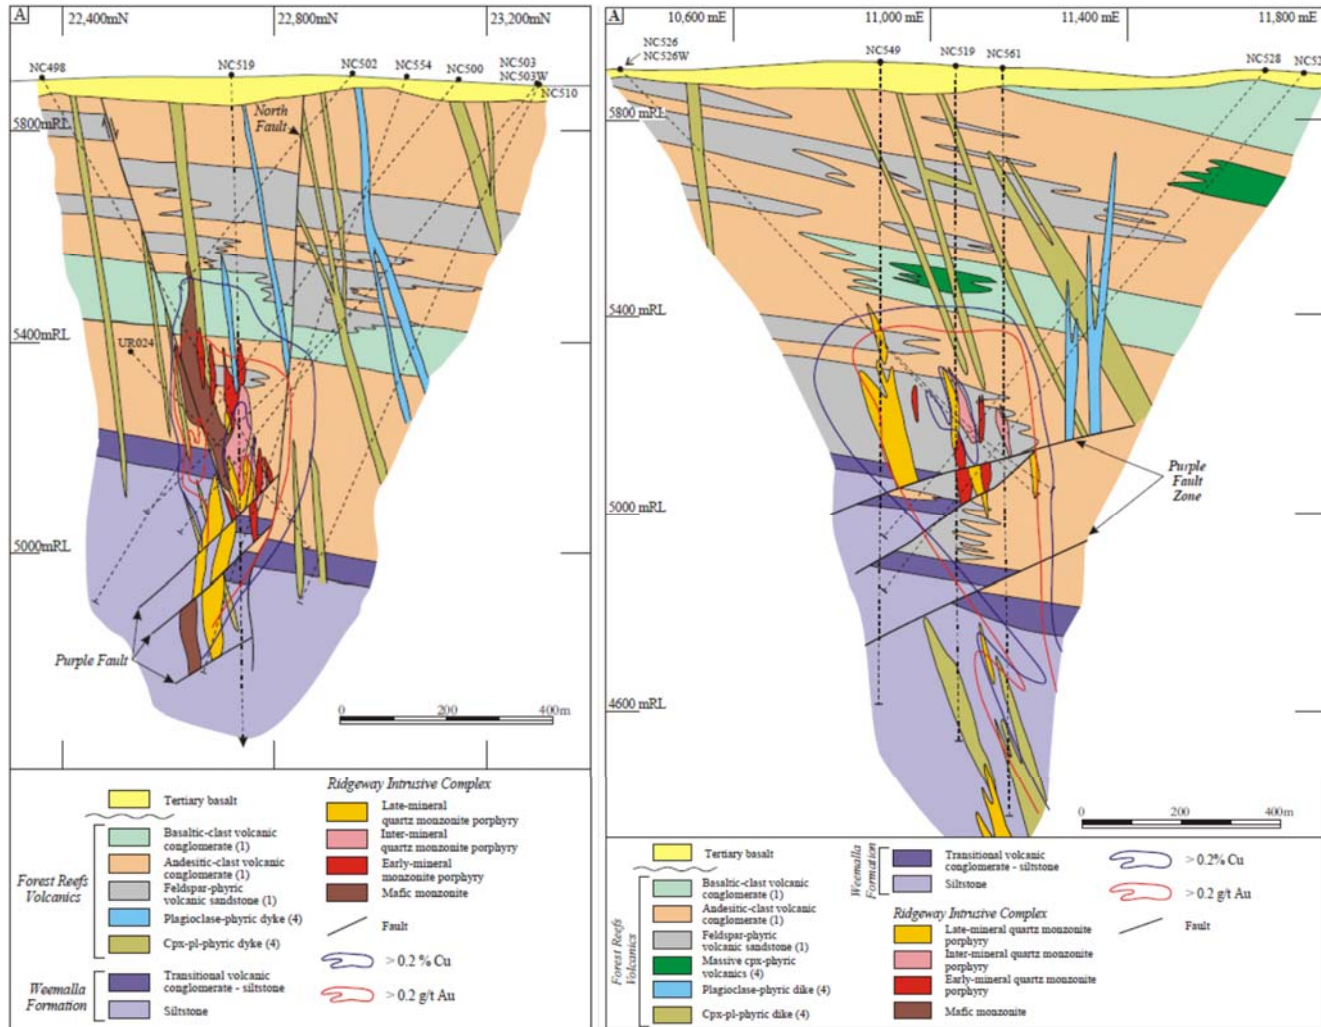 A
22,400mN
22,800mN
23,200mN
NC498
NC519
NC502
NC554
NC500
NC503
NC503W
NC510
5800mRL
North
Fault
5400mRL
UR024
5000mRL
Purple Fault
0
200
400m
Tertiary basalt
Forest Reefs
Volcanics
Basaltic-clast volcanic
conglomerate (1)
Andesitic-clast volcanic
conglomerate (1)
Feldspar-phyric
volcanic sandstone (1)
Plagioclase-phyric dyke (4)
Cpx-pl-phyric dyke (4)
Weemalla
Formation
Transitional volcanic
conglomerate - siltstone
Siltstone
Ridgeway Intrusive Complex
Late-mineral
quartz monzonite porphyry
Inter-mineral
quartz monzonite porphyry
Early-mineral
monzonite porphyry
Mafic monzonite
Fault
> 0.2 % Cu
> 0.2 g/t Au
A
10,600 mE
11,000 mE
11,400 mE
11,800 mE
NC526
NC526W
NC549
NC519
NC561
NC528
5800 mRL
5400 mRL
5000 mRL
4600 mRL
Purple
Fault
Zone
0
200
400m
Tertiary basalt
Forest Reefs
Volcanics
Basaltic-clast volcanic
conglomerate (1)
Andesitic-clast volcanic
conglomerate (1)
Feldspar-phyric
volcanic sandstone (1)
Massive cpx-phyric
volcanics (4)
Plagioclase-phyric dike (4)
Cpx-pl-phyric dike (4)
Weemalla
Formation
Transitional volcanic
conglomerate - siltstone
Siltstone
Ridgeway Intrusive Complex
Late-mineral quartz monzonite
porphyry
Inter-mineral quartz monzonite
porphyry
Early-mineral quartz monzonite
porphyry
Mafic monzonite
> 0.2% Cu
> 0.2 g/t Au
Fault